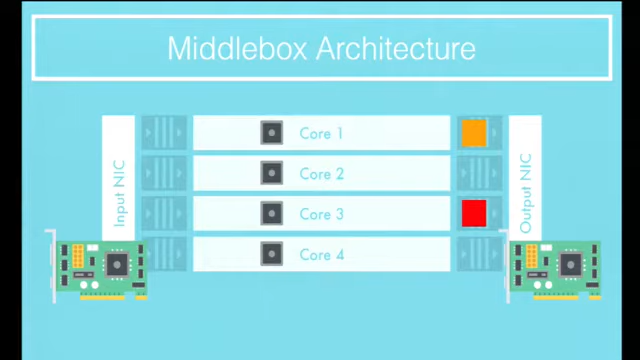 Middlebox Architecture
Input NIC
Core 1
Core 2
Core 3
Core 4
Output NIC